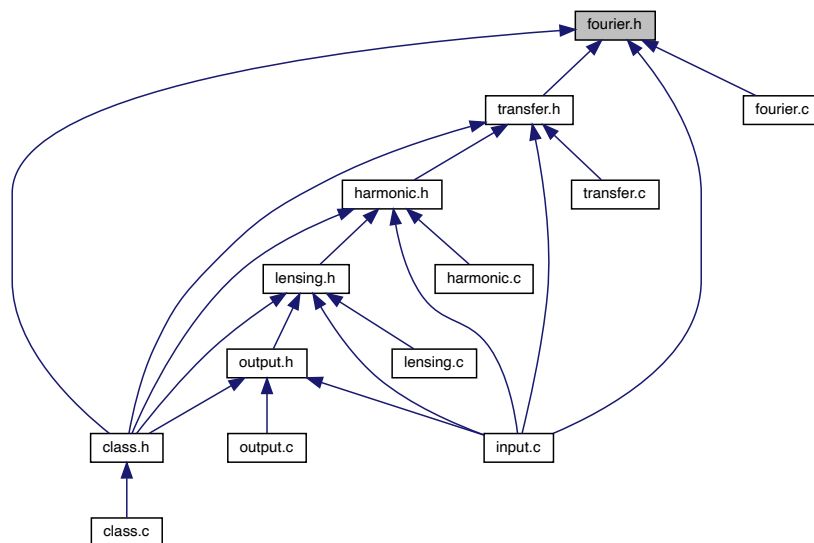 fourier.h
transfer.h
fourier.c
harmonic.h
transfer.c
lensing.h
harmonic.c
output.h
lensing.c
class.h
output.c
input.c
class.c